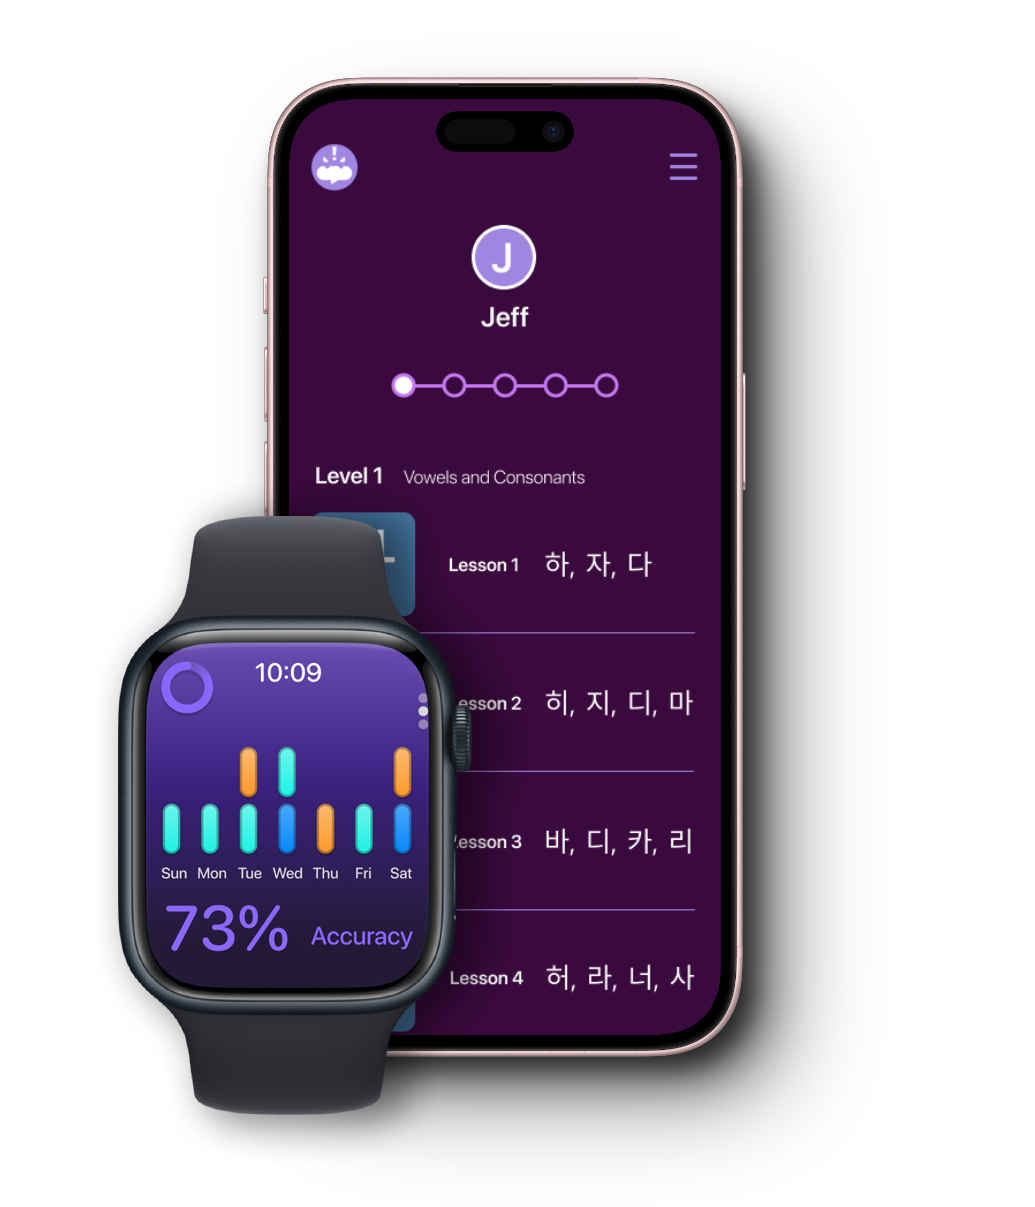 J
Jeff
Level 1 Vowels and Consonants
Lesson 1 하, 자, 다
esson 2 히, 지, 디, 마
esson 3 바, 디, 카, 리
Lesson 4 허, 라, 너, 사
10:09
Sun Mon Tue Wed Thu Fri Sat
73% Accuracy